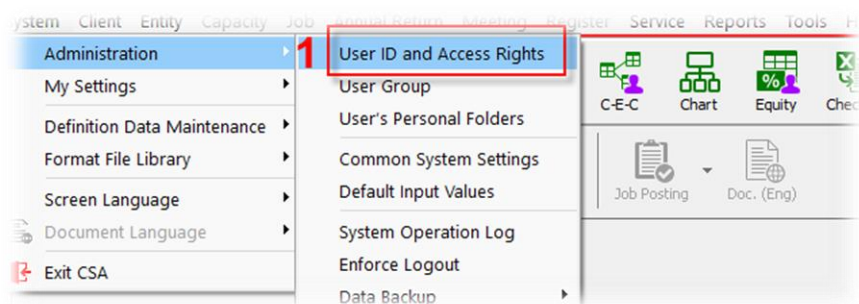 System Client Entity Capacity Job Annual Return Meeting Register Service Reports Tools
Administration
My Settings
Definition Data Maintenance
Format File Library
Screen Language
Document Language
Exit CSA
1
User ID and Access Rights
User Group
User's Personal Folders
Common System Settings
Default Input Values
System Operation Log
Enforce Logout
Data Backup
C-E-C
Chart
Equity
Chec
Job Posting
Doc. (Eng)